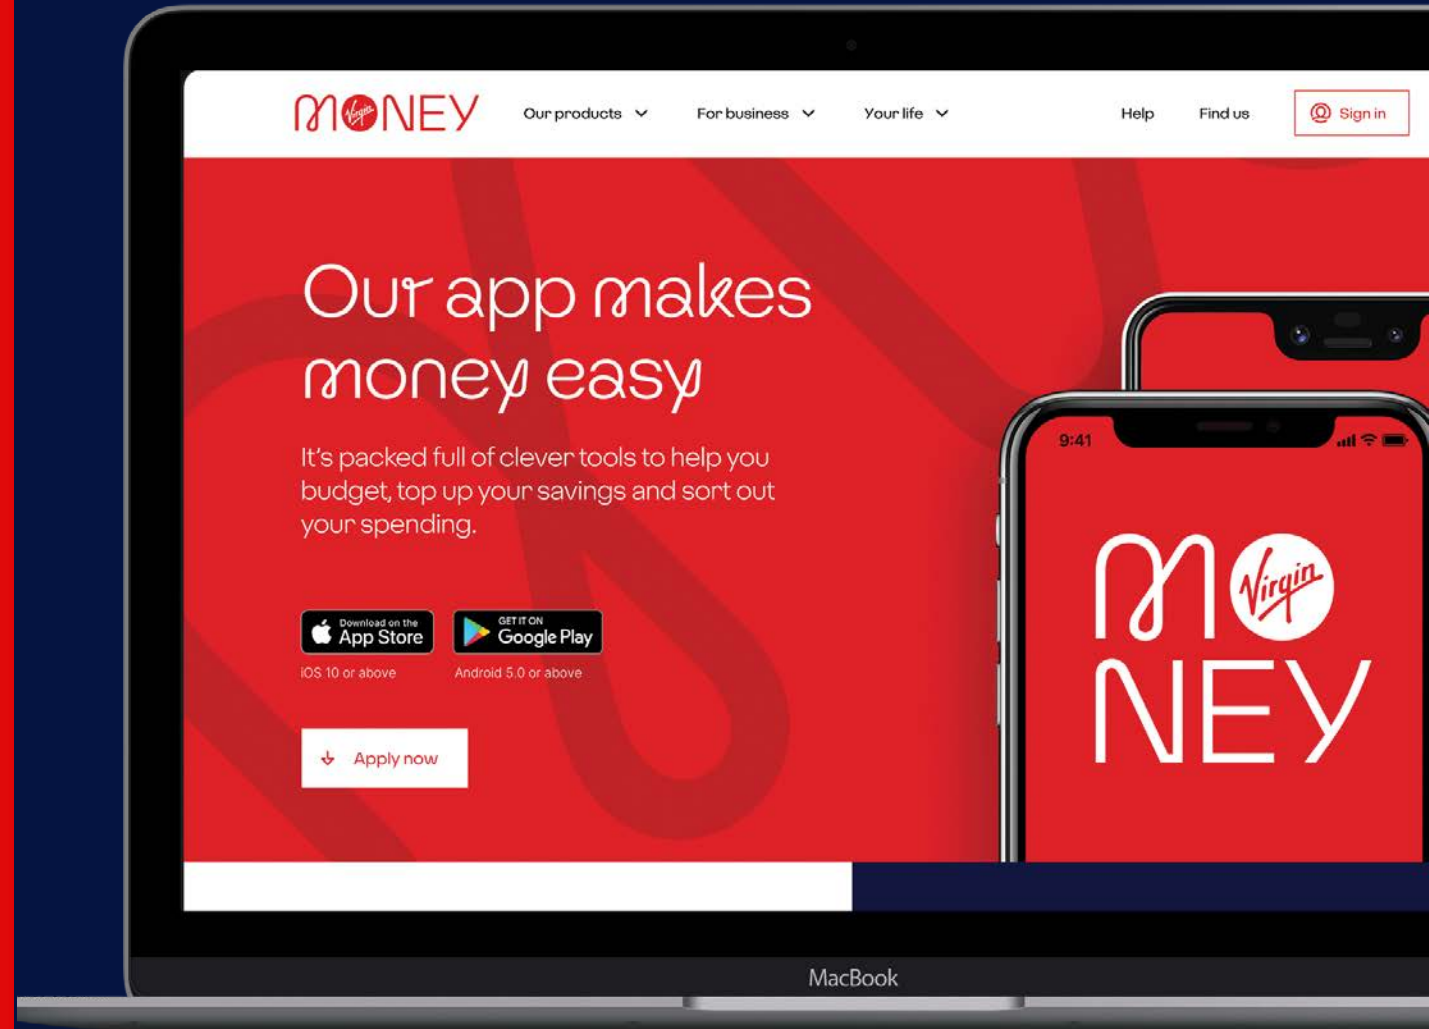 MONEY
Virgin
Our products
For business
Your life
Help
Find us
Sign in
Our app makes
money easy
It's packed full of clever tools to help you
budget, top up your savings and sort out
your spending.
Download on the
App Store
GET IT ON
Google Play
iOS 10 or above
Android 5.0 or above
Apply now
9:41
MO
Virgin
NEY
MacBook